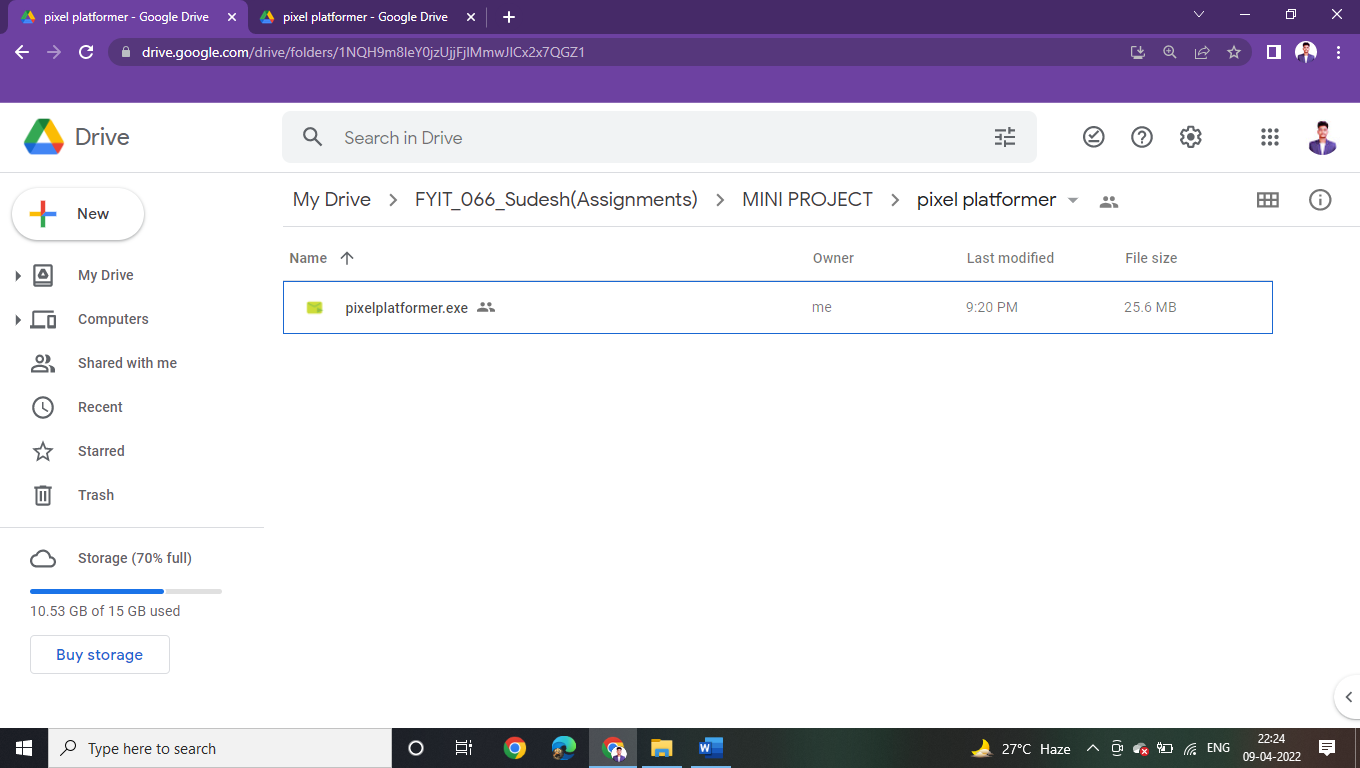 pixel platformer - Google Drive
pixel platformer - Google Drive
drive.google.com/drive/folders/1NQH9m8leY0jzUjjFjlMmwJlCx2x7QGZ1
Drive
Search in Drive
New
My Drive
Computers
Shared with me
Recent
Starred
Trash
Storage (70% full)
10.53 GB of 15 GB used
Buy storage
My Drive > FYIT_066_Sudesh(Assignments) > MINI PROJECT > pixel platformer
Name Owner Last modified File size
pixelplatformer.exe me 9:20 PM 25.6 MB
Type here to search
W
27°C Haze
ENG
22:24
09-04-2022